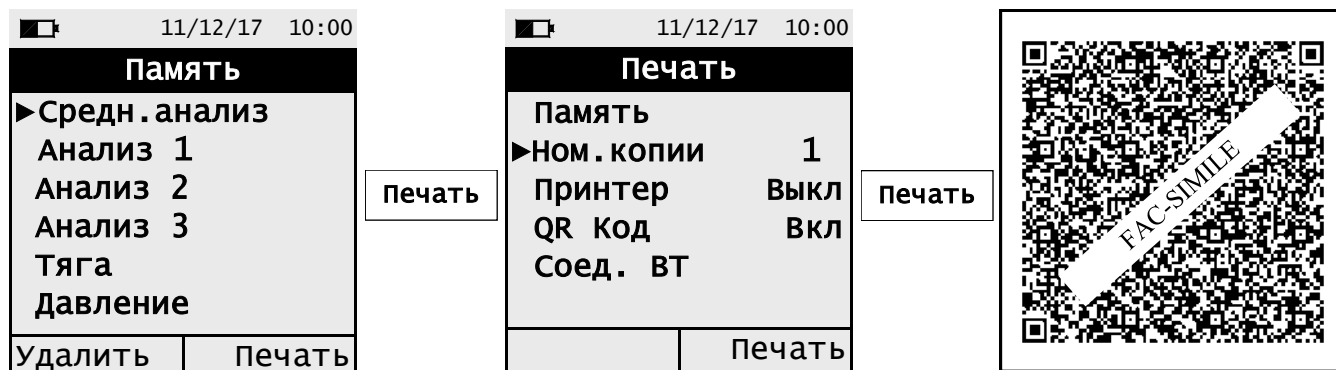 11/12/17 10:00
Память
►Средн.анализ
Анализ 1
Анализ 2
Анализ 3
Тяга
Давление
Удалить Печать
Печать
11/12/17 10:00
Печать
Память
►Ном.копии 1
Принтер Выкл
QR Код Вкл
Соед. BT
Печать
Печать
FAC-SIMILE